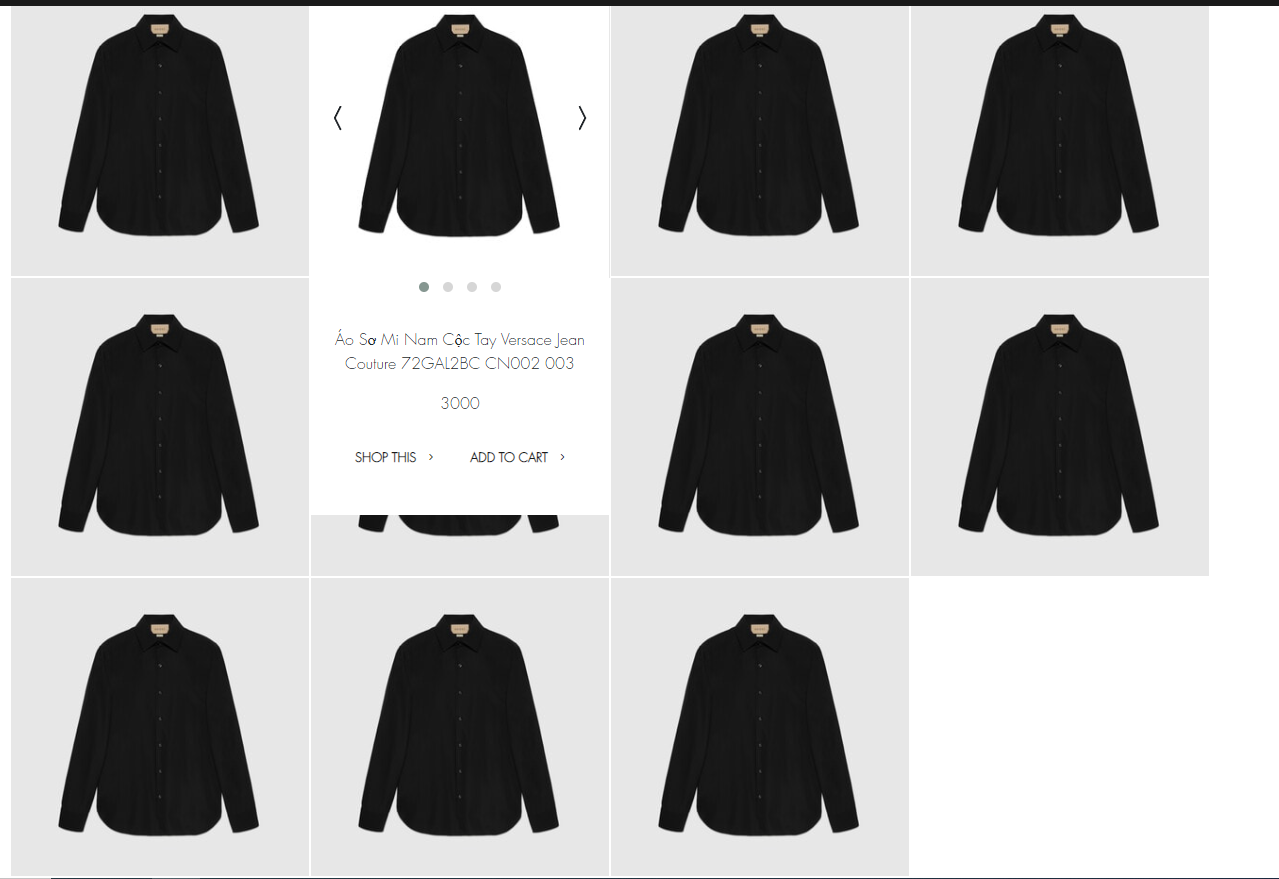 Áo Sơ Mi Nam Cộc Tay Versace Jean
Couture 72GAL2BC CN002 003
3000
SHOP THIS
ADD TO CART